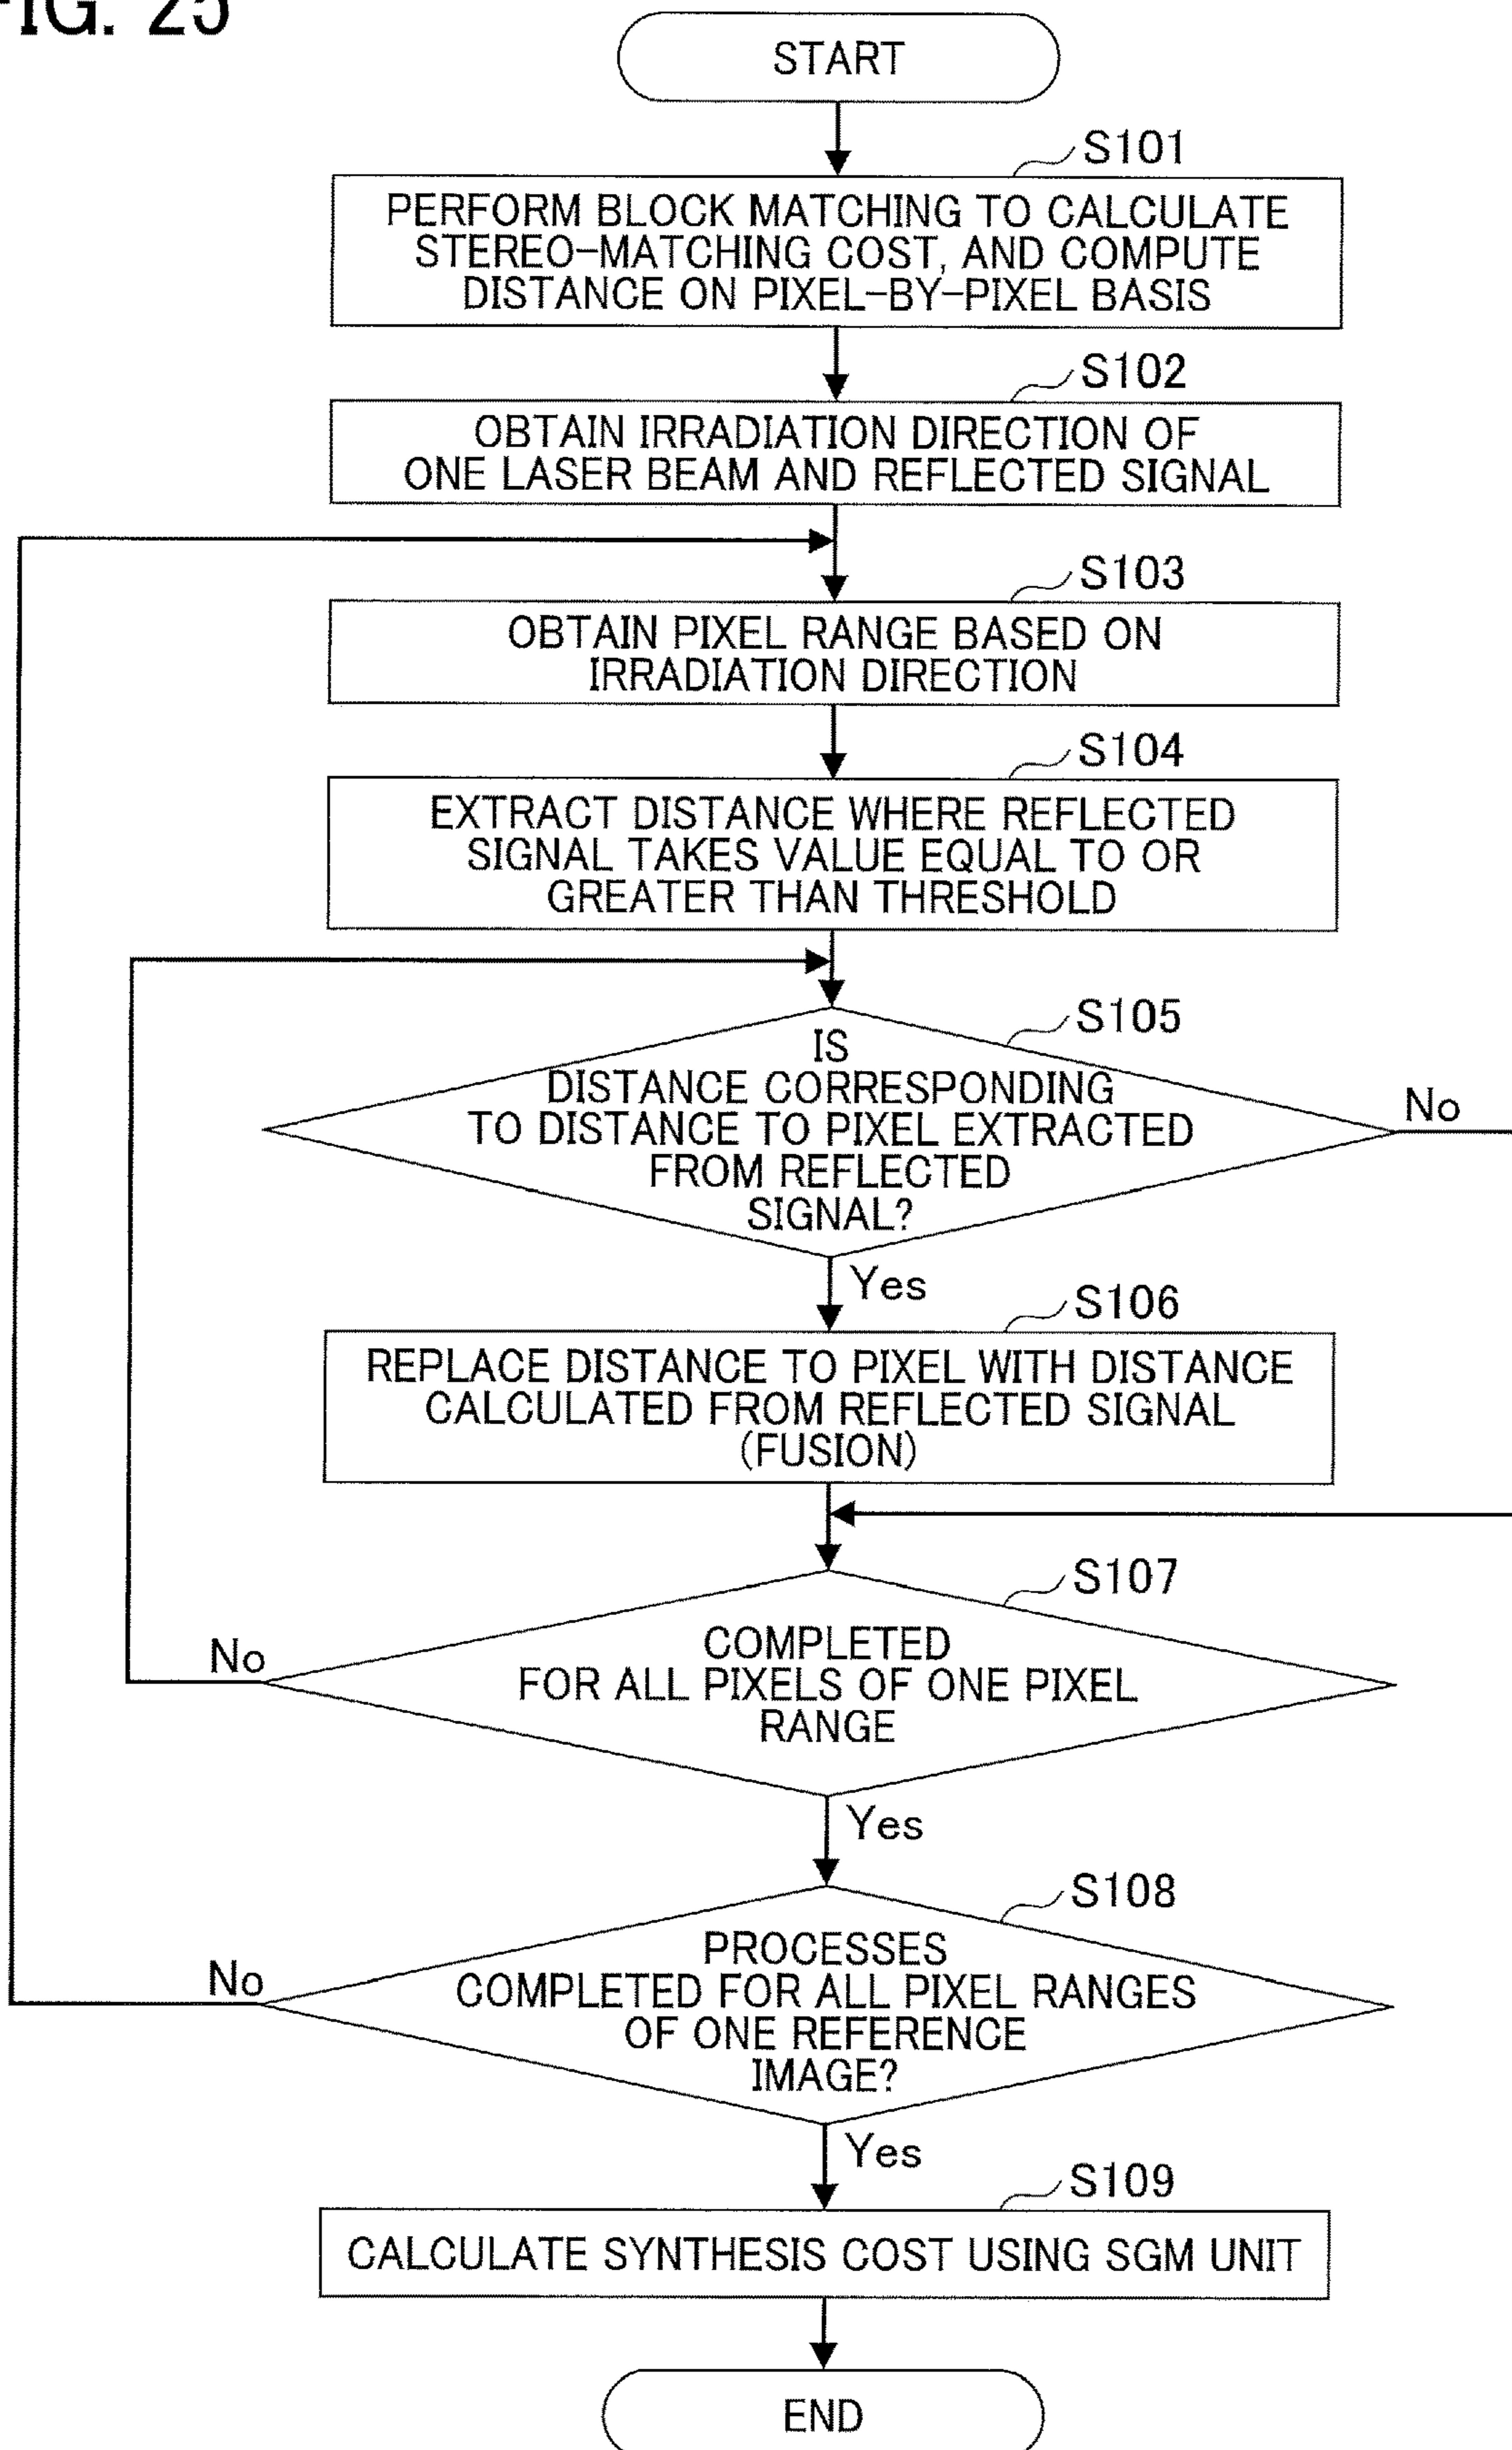 FIG. 25
START
S101
PERFORM BLOCK MATCHING TO CALCULATE
STEREO-MATCHING COST, AND COMPUTE
DISTANCE ON PIXEL-BY-PIXEL BASIS
S102
OBTAIN IRRADIATION DIRECTION OF
ONE LASER BEAM AND REFLECTED SIGNAL
S103
OBTAIN PIXEL RANGE BASED ON
IRRADIATION DIRECTION
S104
EXTRACT DISTANCE WHERE REFLECTED
SIGNAL TAKES VALUE EQUAL TO OR
GREATER THAN THRESHOLD
S105
IS
DISTANCE CORRESPONDING
TO DISTANCE TO PIXEL EXTRACTED
FROM REFLECTED
SIGNAL?
No
Yes
S106
REPLACE DISTANCE TO PIXEL WITH DISTANCE
CALCULATED FROM REFLECTED SIGNAL
(FUSION)
S107
COMPLETED
FOR ALL PIXELS OF ONE PIXEL
RANGE
No
Yes
S108
PROCESSES
COMPLETED FOR ALL PIXEL RANGES
OF ONE REFERENCE
IMAGE?
No
Yes
S109
CALCULATE SYNTHESIS COST USING SGM UNIT
END